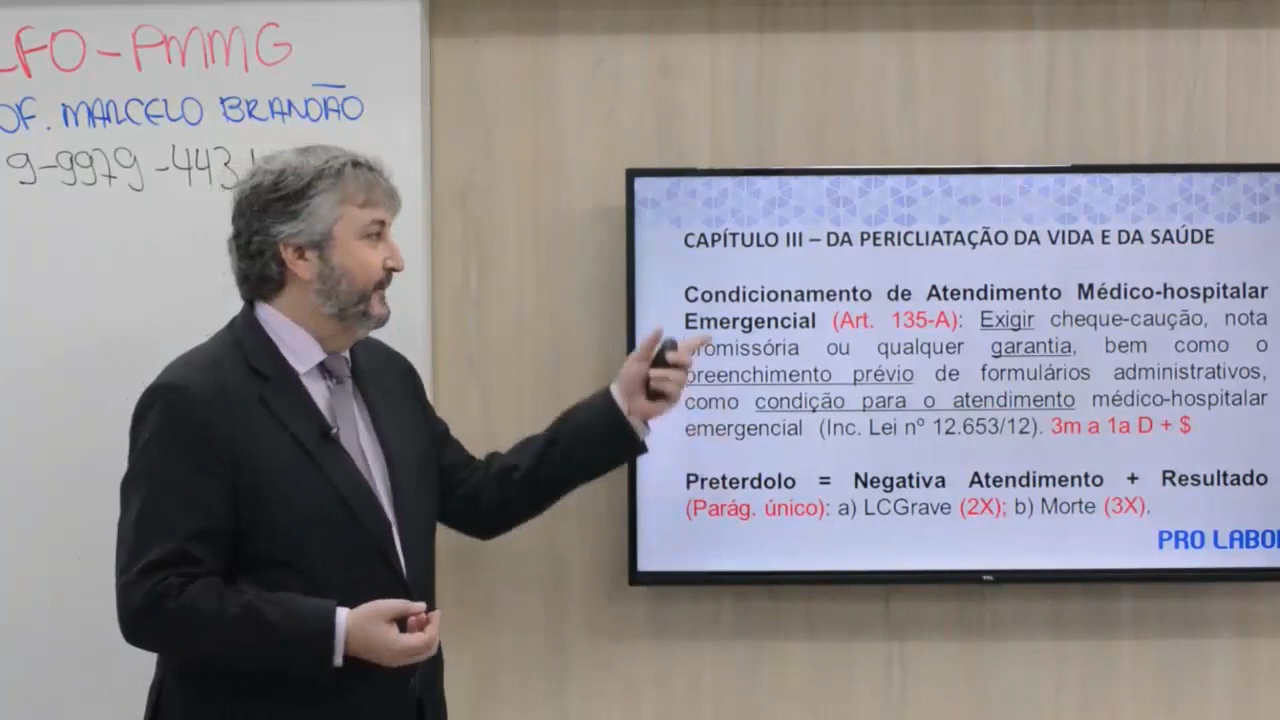 LFO-PMMG
OF. MARCELO BRANDÃO
9-9979-443
CAPÍTULO III – DA PERICLIATAÇÃO DA VIDA E DA SAÚDE
Condicionamento de Atendimento Médico-hospitalar
Emergencial (Art. 135-A): Exigir cheque-caução, nota
promissória ou qualquer garantia, bem como o
preenchimento prévio de formulários administrativos,
como condição para o atendimento médico-hospitalar
emergencial (Inc. Lei nº 12.653/12). 3m a 1a D + $
Preterdolo = Negativa Atendimento + Resultado
(Parág. único): a) LCGrave (2X); b) Morte (3X).
PRO LABO